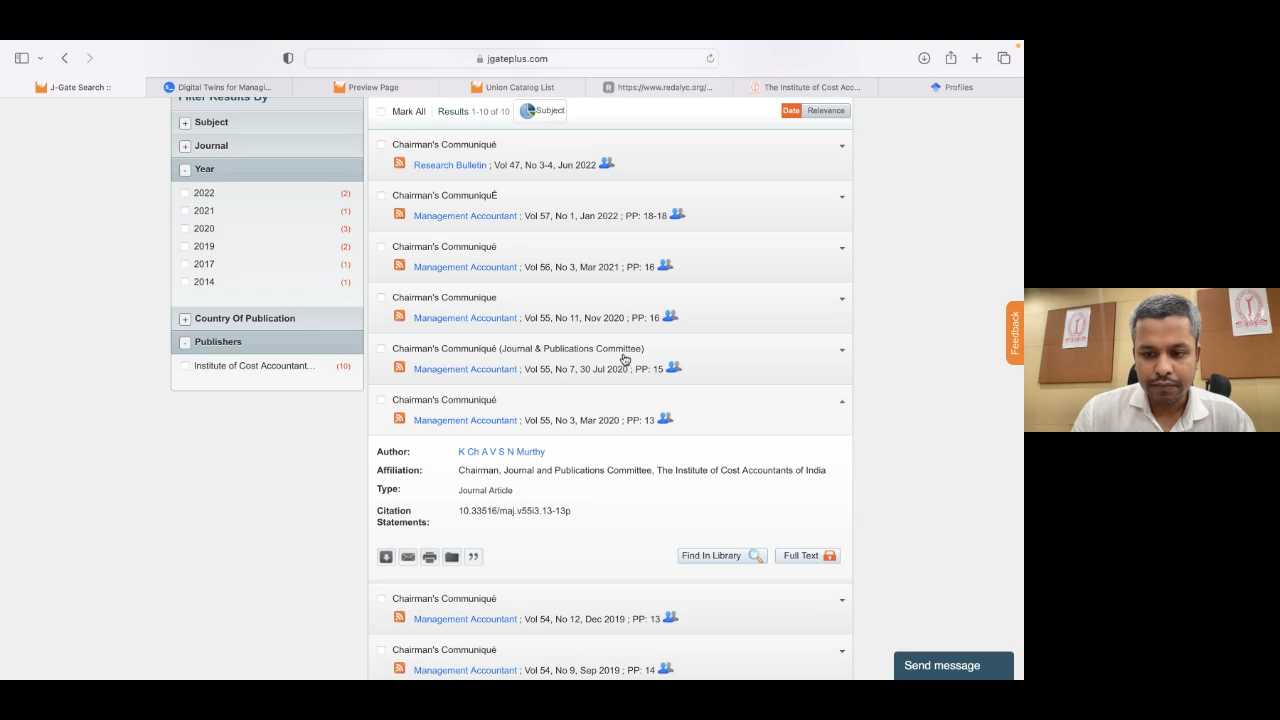 jgateplus.com
J-Gate Search ::
Digital Twins for Managi...
Preview Page
Union Catalog List
https://www.redalyc.org/...
The Institute of Cost Acc...
Profiles
Filter Results By
Mark All
Results 1-10 of 10
Subject
Date
Relevance
+ Subject
+ Journal
- Year
2022 (2)
2021 (1)
2020 (3)
2019 (2)
2017 (1)
2014 (1)
+ Country Of Publication
- Publishers
Institute of Cost Accountant... (10)
Chairman's Communiqué
Research Bulletin ; Vol 47, No 3-4, Jun 2022
Chairman's CommuniquÉ
Management Accountant ; Vol 57, No 1, Jan 2022 ; PP: 18-18
Chairman's Communiqué
Management Accountant ; Vol 56, No 3, Mar 2021 ; PP: 16
Chairman's Communique
Management Accountant ; Vol 55, No 11, Nov 2020 ; PP: 16
Chairman's Communiqué (Journal & Publications Committee)
Management Accountant ; Vol 55, No 7, 30 Jul 2020 ; PP: 15
Chairman's Communiqué
Management Accountant ; Vol 55, No 3, Mar 2020 ; PP: 13
Author: K Ch A V S N Murthy
Affiliation: Chairman, Journal and Publications Committee, The Institute of Cost Accountants of India
Type: Journal Article
Citation Statements: 10.33516/maj.v55i3.13-13p
Find In Library
Full Text
Chairman's Communiqué
Management Accountant ; Vol 54, No 12, Dec 2019 ; PP: 13
Chairman's Communiqué
Management Accountant ; Vol 54, No 9, Sep 2019 ; PP: 14
Feedback
Send message